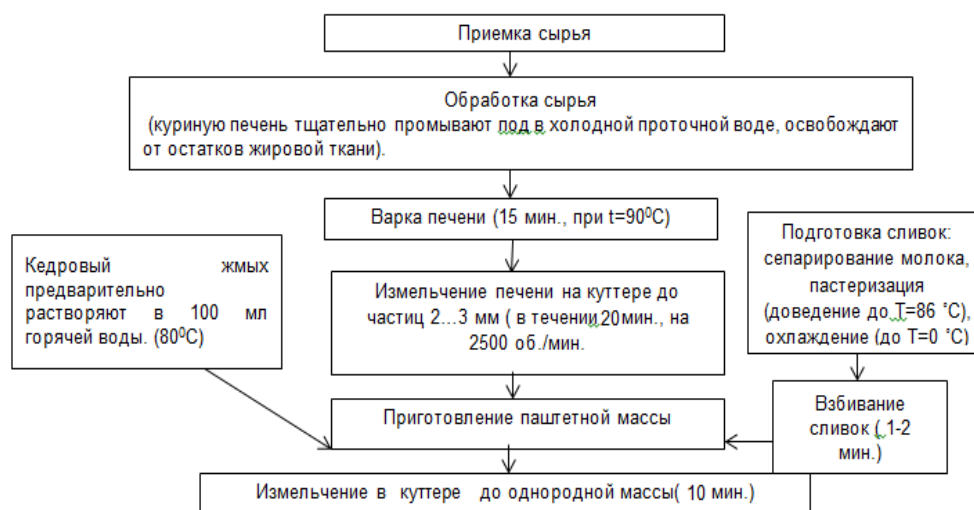 Приемка сырья
Обработка сырья
(куриную печень тщательно промывают под в холодной проточной воде, освобождают
от остатков жировой ткани).
Варка печени (15 мин., при t=90⁰С)
Кедровый жмых
предварительно
растворяют в 100 мл
горячей воды. (80⁰С)
Измельчение печени на куттере до
частиц 2...3 мм ( в течении 20 мин., на
2500 об./мин.
Подготовка сливок:
сепарирование молока,
пастеризация
(доведение до Т=86 ˚С),
охлаждение (до Т=0 ˚С)
Приготовление паштетной массы
Взбивание
сливок ( 1-2
мин.)
Измельчение в куттере до однородной массы( 10 мин.)